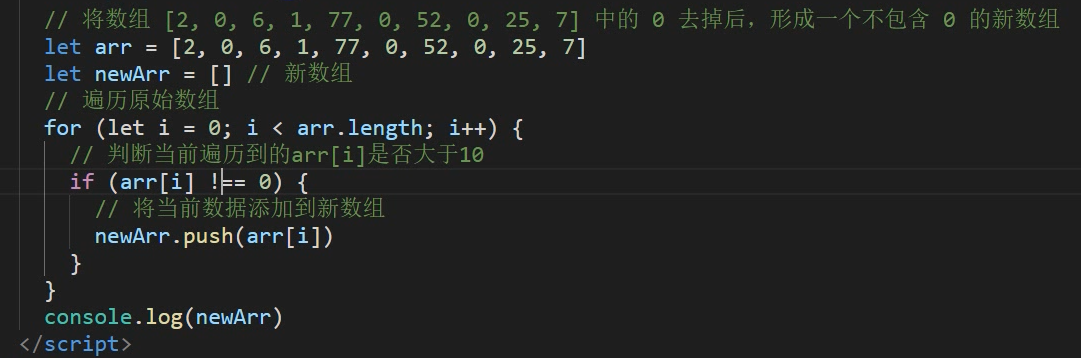 // 将数组 [2, 0, 6, 1, 77, 0, 52, 0, 25, 7] 中的 0 去掉后，形成一个不包含 0 的新数组
let arr = [2, 0, 6, 1, 77, 0, 52, 0, 25, 7]
let newArr = [] // 新数组
// 遍历原始数组
for (let i = 0; i < arr.length; i++) {
// 判断当前遍历到的arr[i]是否大于10
if (arr[i] !== 0) {
// 将当前数据添加到新数组
newArr.push(arr[i])
}
}
console.log(newArr)
</script>